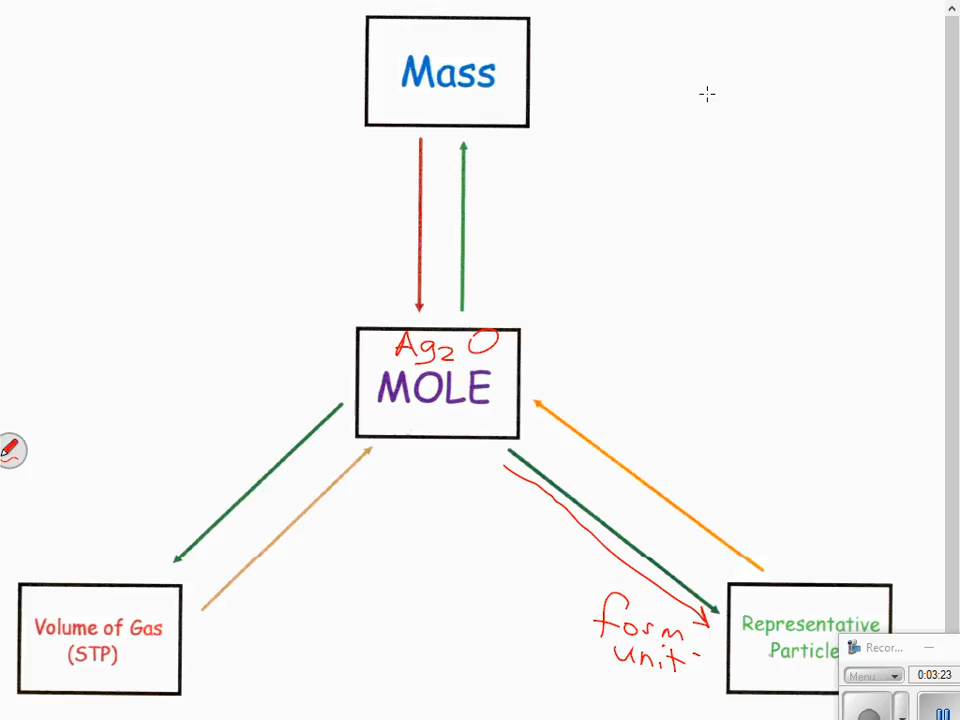 Mass
Ag2O
MOLE
Volume of Gas
(STP)
form
unit
Representative
Particle
Recor...
Menu
0:03:23